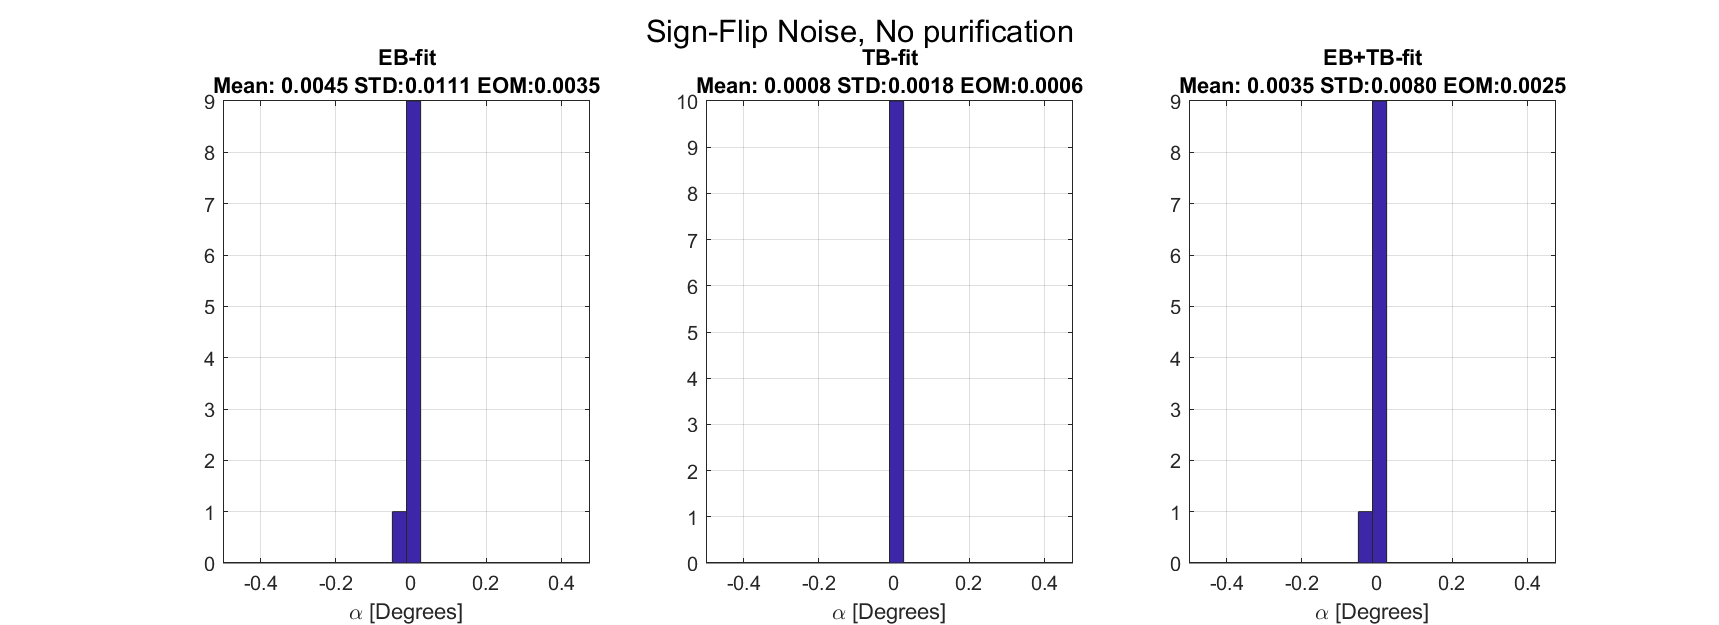 Sign-Flip Noise, No purification
EB-fit
Mean: 0.0045 STD:0.0111 EOM:0.0035
9
8
7
6
5
4
3
2
1
0
-0.4 -0.2 0 0.2 0.4
α [Degrees]
TB-fit
Mean: 0.0008 STD:0.0018 EOM:0.0006
10
9
8
7
6
5
4
3
2
1
0
-0.4 -0.2 0 0.2 0.4
α [Degrees]
EB+TB-fit
Mean: 0.0035 STD:0.0080 EOM:0.0025
9
8
7
6
5
4
3
2
1
0
-0.4 -0.2 0 0.2 0.4
α [Degrees]